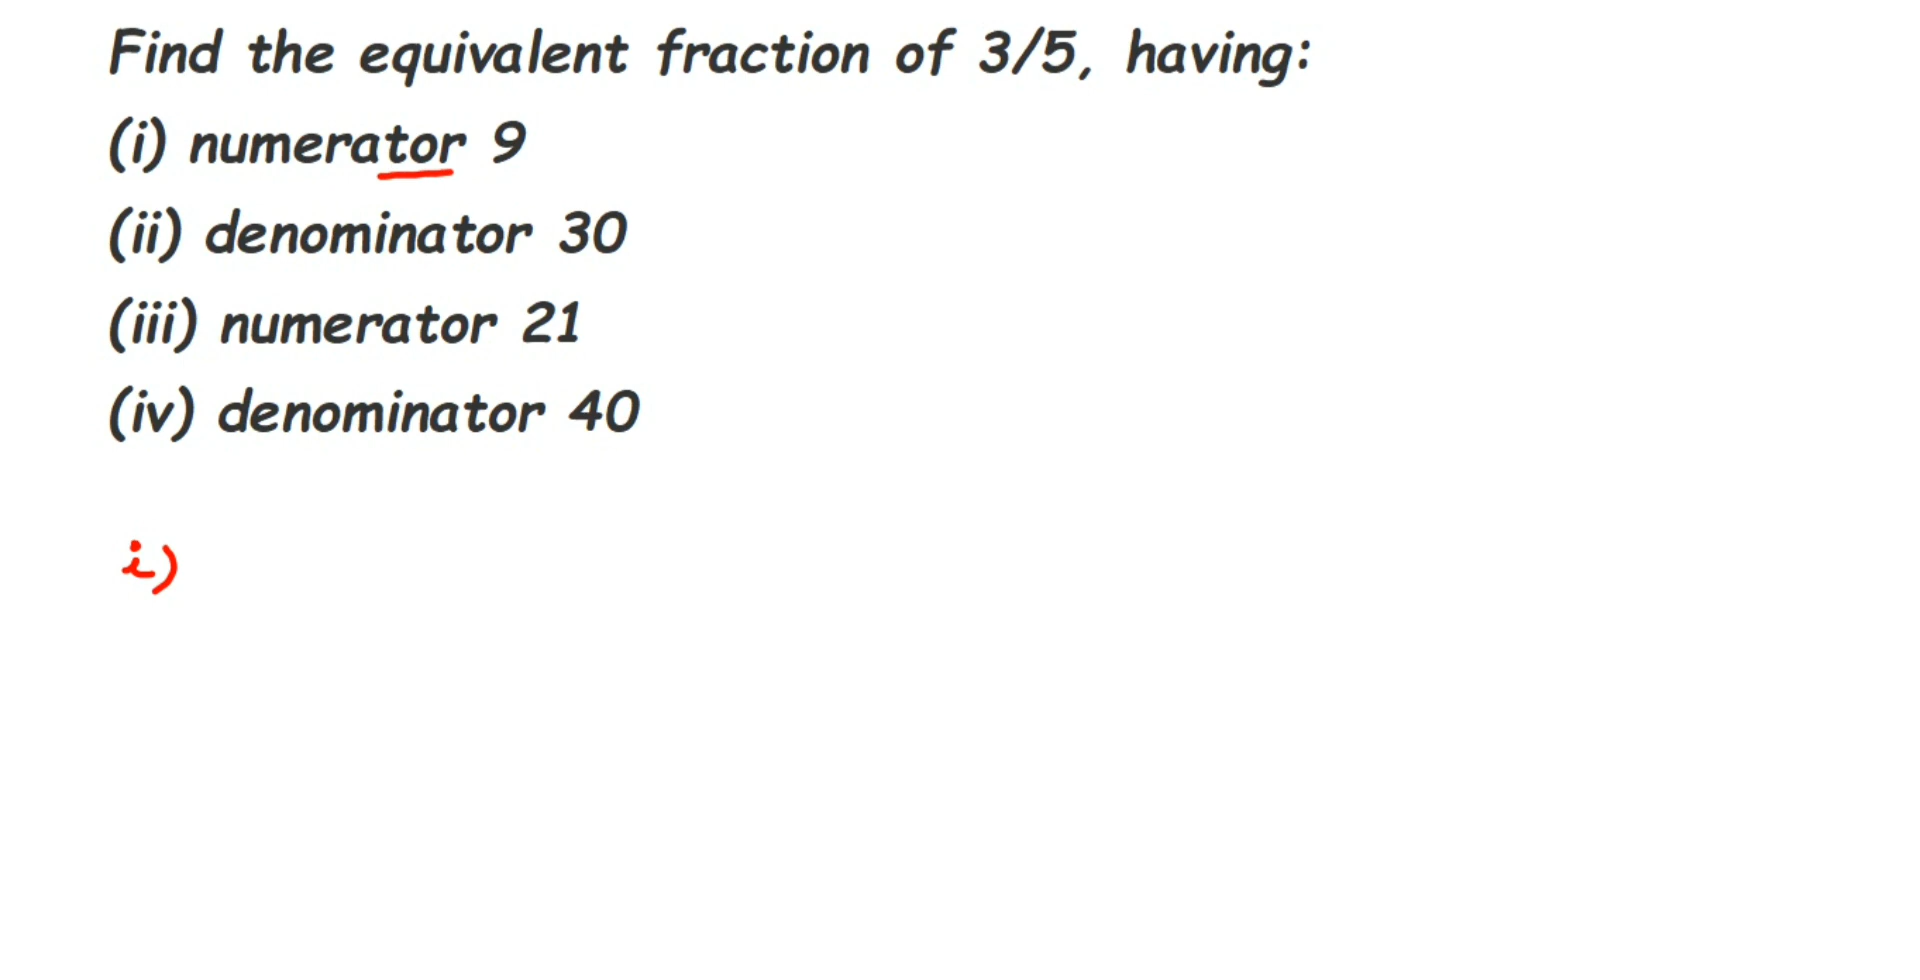 Find the equivalent fraction of 3/5, having:
(i) numerator 9
(ii) denominator 30
(iii) numerator 21
(iv) denominator 40
i)